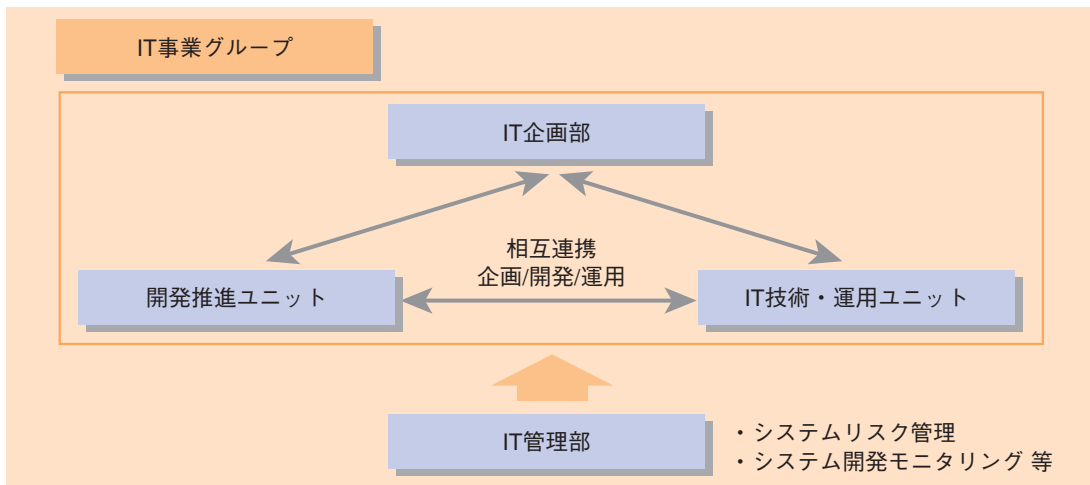 IT事業グループ
IT企画部
相互連携
企画/開発/運用
開発推進ユニット
IT技術・運用ユニット
IT管理部
・システムリスク管理
・システム開発モニタリング 等